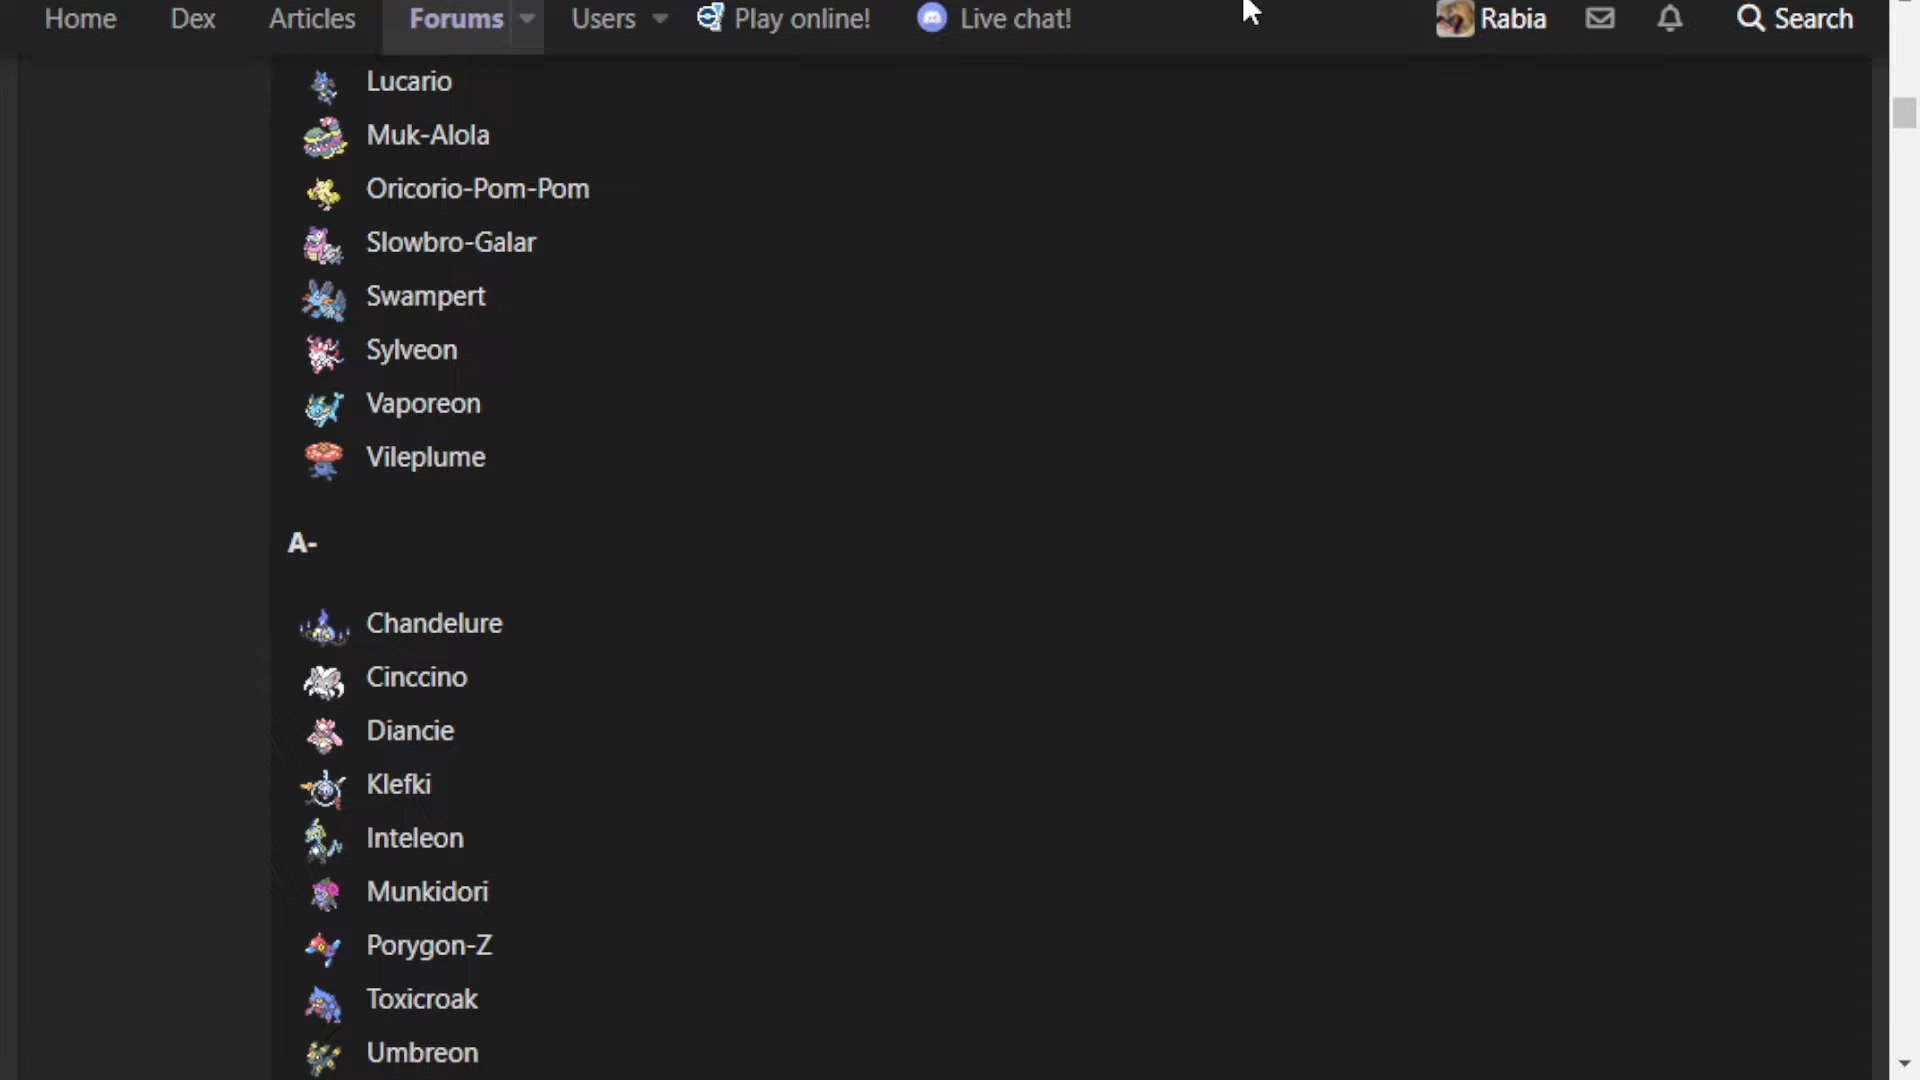 Home Dex Articles Forums Users Play online! Live chat! Rabia Search
Lucario
Muk-Alola
Oricorio-Pom-Pom
Slowbro-Galar
Swampert
Sylveon
Vaporeon
Vileplume
A-
Chandelure
Cinccino
Diancie
Klefki
Inteleon
Munkidori
Porygon-Z
Toxicroak
Umbreon